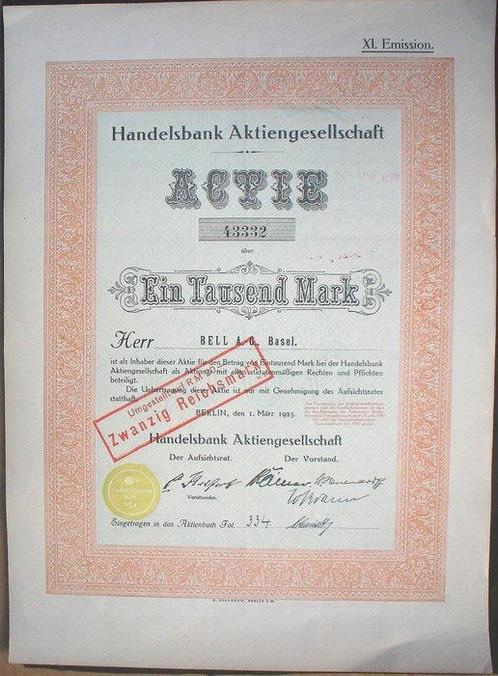 XI. Emission.
Handelsbank Aktiengesellschaft
ACTIE
43332
über
Ein Tausend Mark
Herr BELL A.-G., Basel.
ist als Inhaber dieser Aktie für den Betrag von Eintausend Mark bei der Handelsbank
Aktiengesellschaft als Aktionär mit allen statutenmäßigen Rechten und Pflichten
beteiligt.
Die Uebertragung dieser Aktie ist nur mit Genehmigung des Aufsichtsrates
statthaft.
Umgestellt auf RM
Zwanzig Reichsmark
BERLIN, den 1. März 1923.
Handelsbank Aktiengesellschaft
Der Aufsichtsrat. Der Vorstand.
Vorsitzender.
Eingetragen in das Aktienbuch Fol. 334